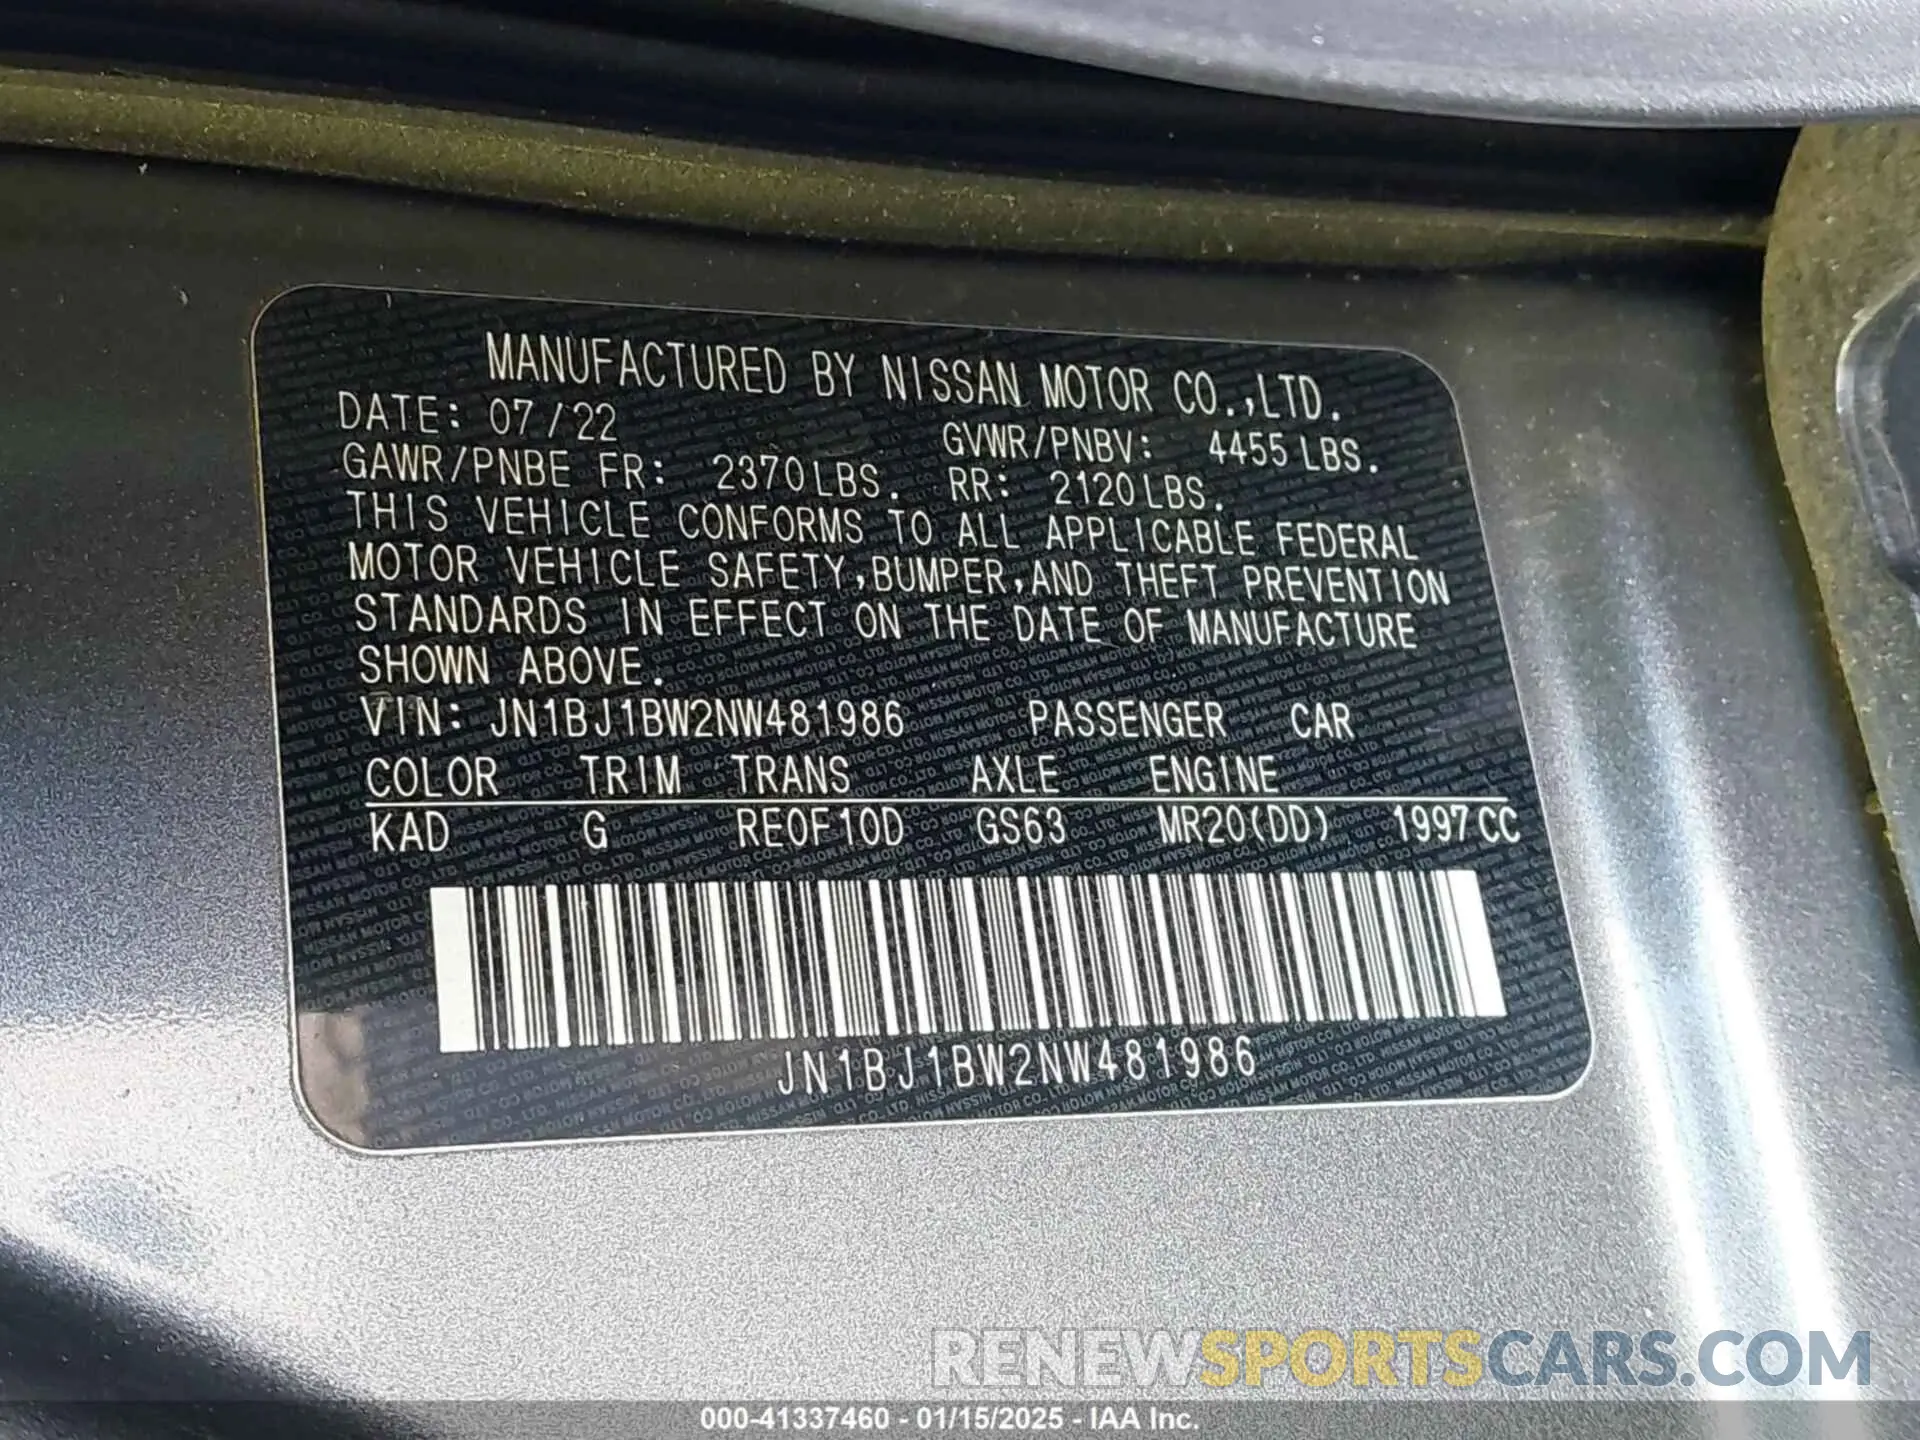 MANUFACTURED BY NISSAN MOTOR CO.,LTD.
DATE: 07/22 GVWR/PNBV: 4455 LBS.
GAWR/PNBE FR: 2370 LBS. RR: 2120 LBS.
THIS VEHICLE CONFORMS TO ALL APPLICABLE FEDERAL
MOTOR VEHICLE SAFETY,BUMPER,AND THEFT PREVENTION
STANDARDS IN EFFECT ON THE DATE OF MANUFACTURE
SHOWN ABOVE.
VIN: JN1BJ1BW2NW481986 PASSENGER CAR
COLOR TRIM TRANS AXLE ENGINE
KAD G RE0F10D GS63 MR20(DD) 1997 CC
JN1BJ1BW2NW481986
RENEWSPORTSCARS.COM
000-41337460 - 01/15/2025 - IAA Inc.